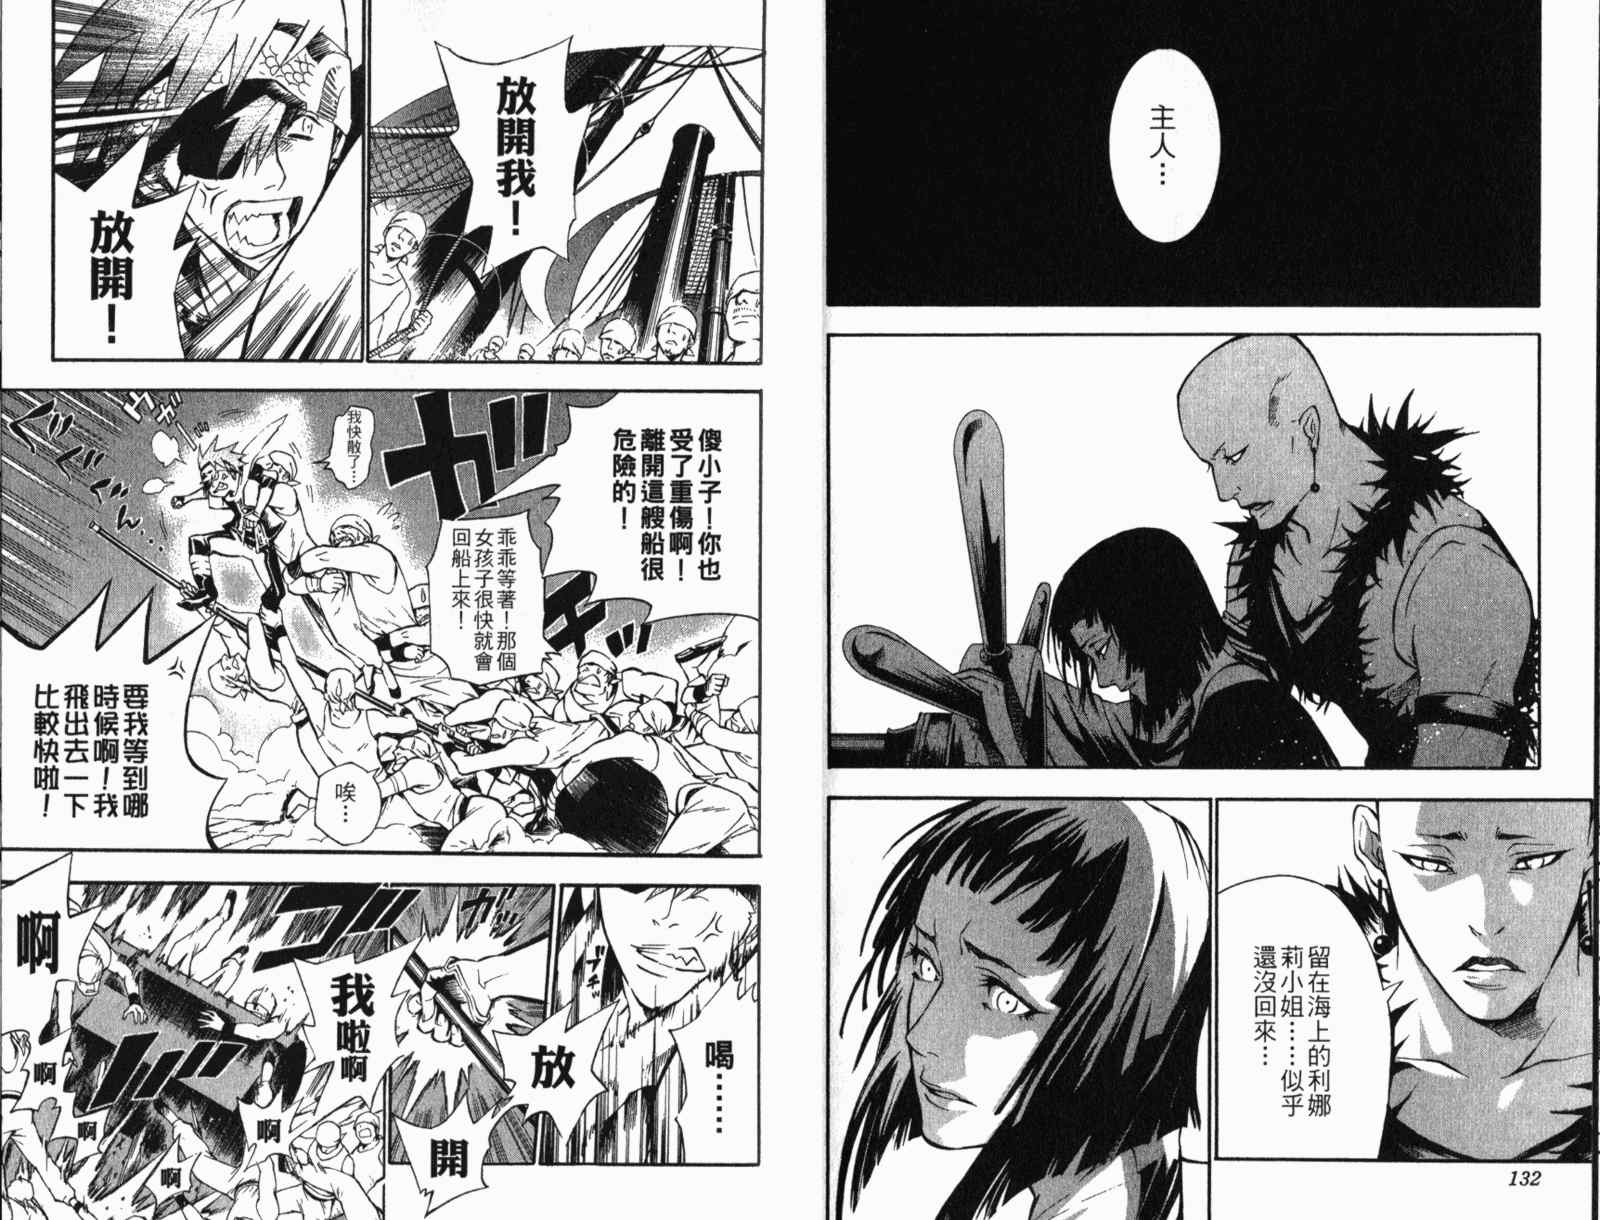 主人…
留在海上的利娜
莉小姐……似乎
還沒回來…
132
放開我！
放開！
傻小子！你也
受了重傷啊！
離開這艘船很
危險的！
乖乖等著！那個
女孩子很快就會
回船上來！
我快散了…
要我等到哪
時候啊！我
飛出去一下
比較快啦！
唉…
喝……
放
開
我
啦
啊
啊
啊
啊
啊
啊